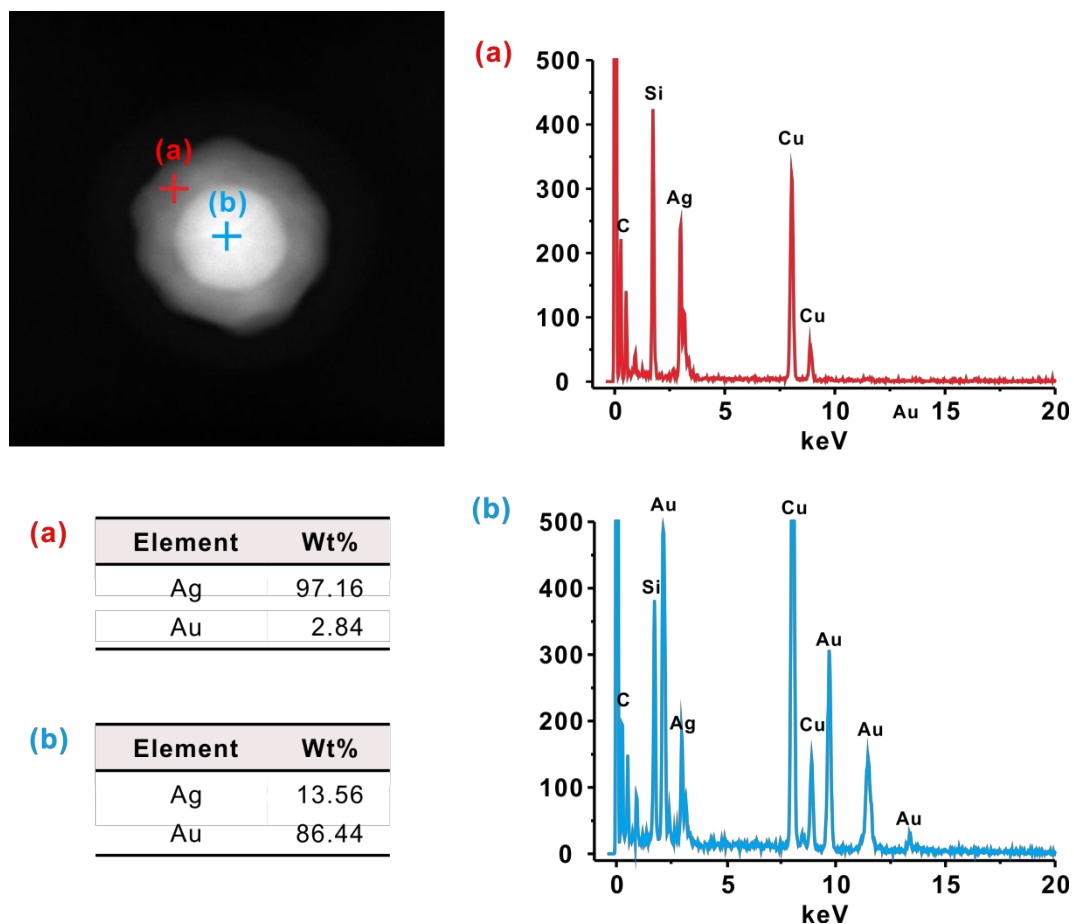 (a)
(b)
(a)
500
400
300
200
100
0
Si
Cu
Ag
C
Cu
0 5 10 Au 15 20
keV
(a)
Element Wt%
Ag 97.16
Au 2.84
(b)
Element Wt%
Ag 13.56
Au 86.44
(b)
500
400
300
200
100
0
Au
Cu
Si
Au
C
Ag
Cu
Au
Au
0 5 10 15 20
keV